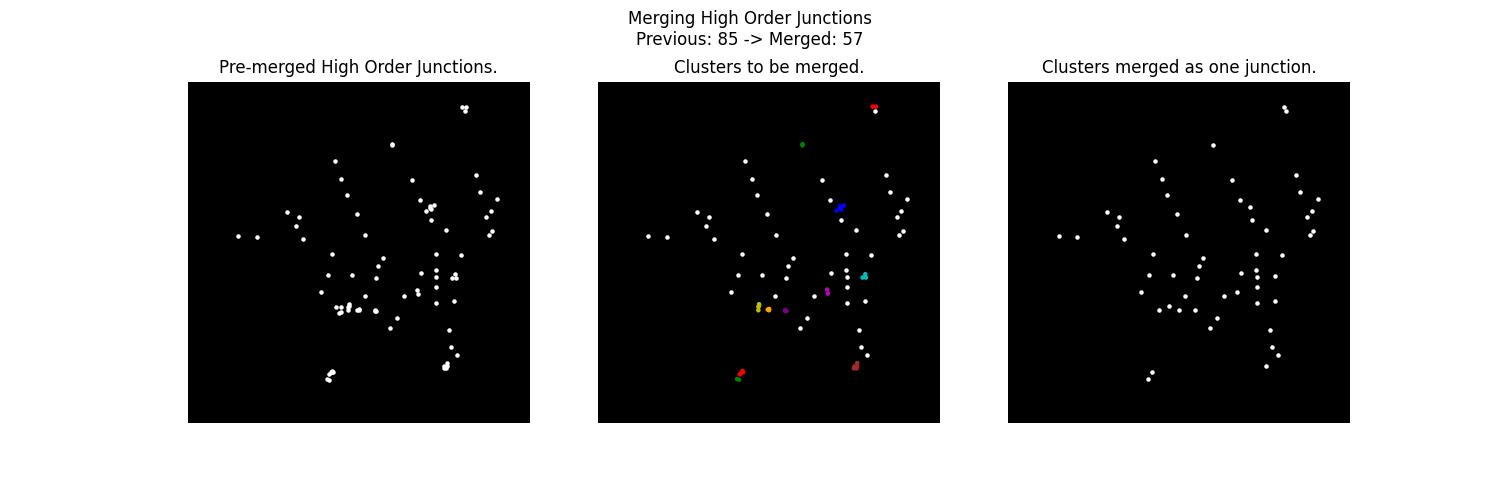 Merging High Order Junctions
Previous: 85 -> Merged: 57
Pre-merged High Order Junctions.
Clusters to be merged.
Clusters merged as one junction.